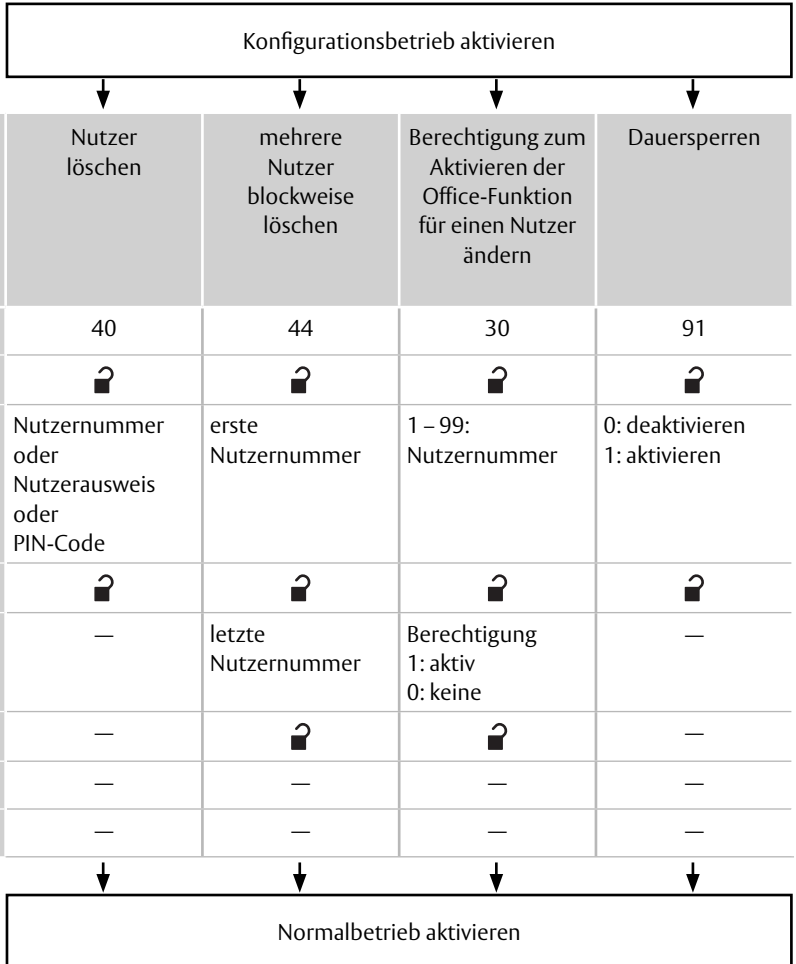 Konfigurationsbetrieb aktivieren
Nutzer
löschen
mehrere
Nutzer
blockweise
löschen
Berechtigung zum
Aktivieren der
Office-Funktion
für einen Nutzer
ändern
Dauersperren
40
44
30
91
Nutzernummer
oder
Nutzerausweis
oder
PIN-Code
erste
Nutzernummer
1 – 99:
Nutzernummer
0: deaktivieren
1: aktivieren
—
letzte
Nutzernummer
Berechtigung
1: aktiv
0: keine
—
— —
— — — —
— — — —
Normalbetrieb aktivieren